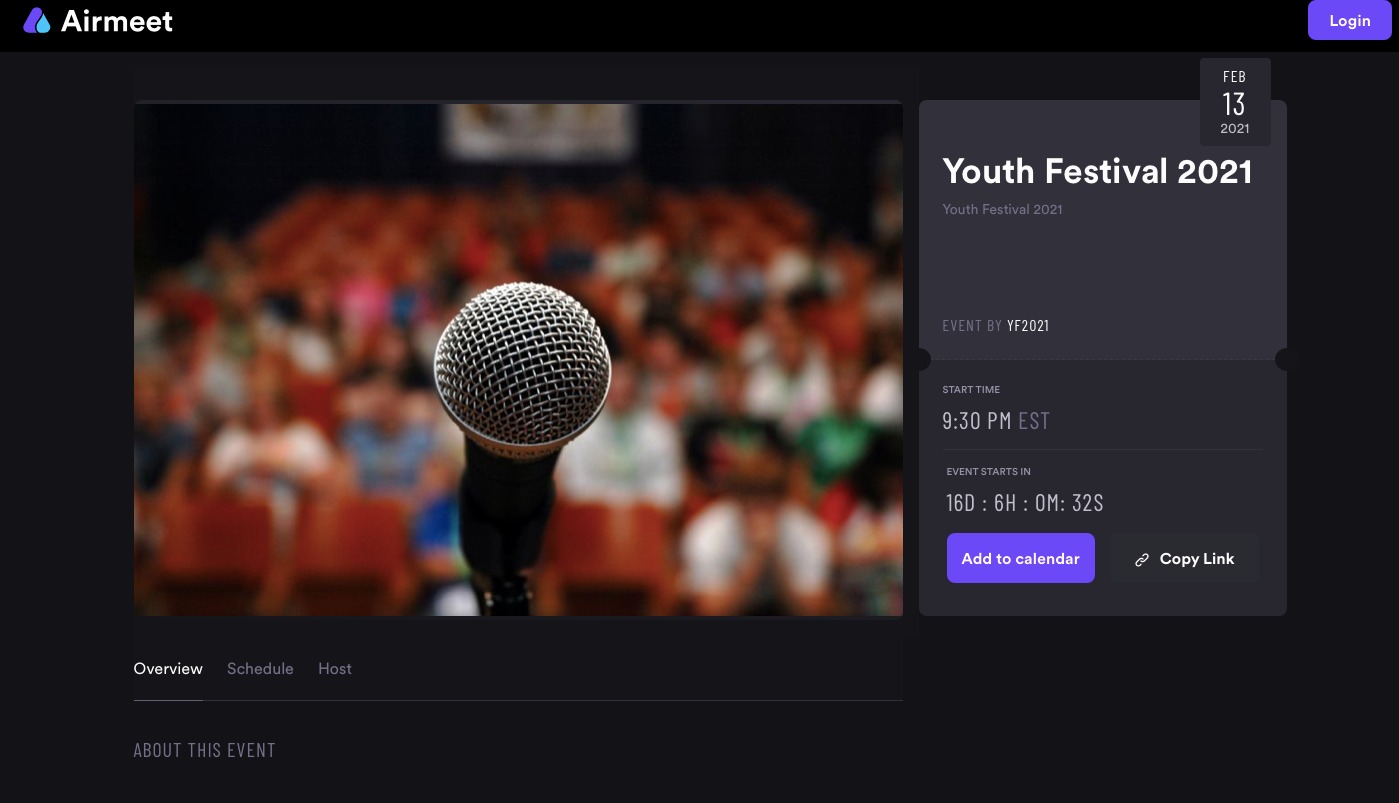 Airmeet
Login
FEB
13
2021
Youth Festival 2021
Youth Festival 2021
EVENT BY YF2021
START TIME
9:30 PM EST
EVENT STARTS IN
16D : 6H : 0M: 32S
Add to calendar
Copy Link
Overview
Schedule
Host
ABOUT THIS EVENT